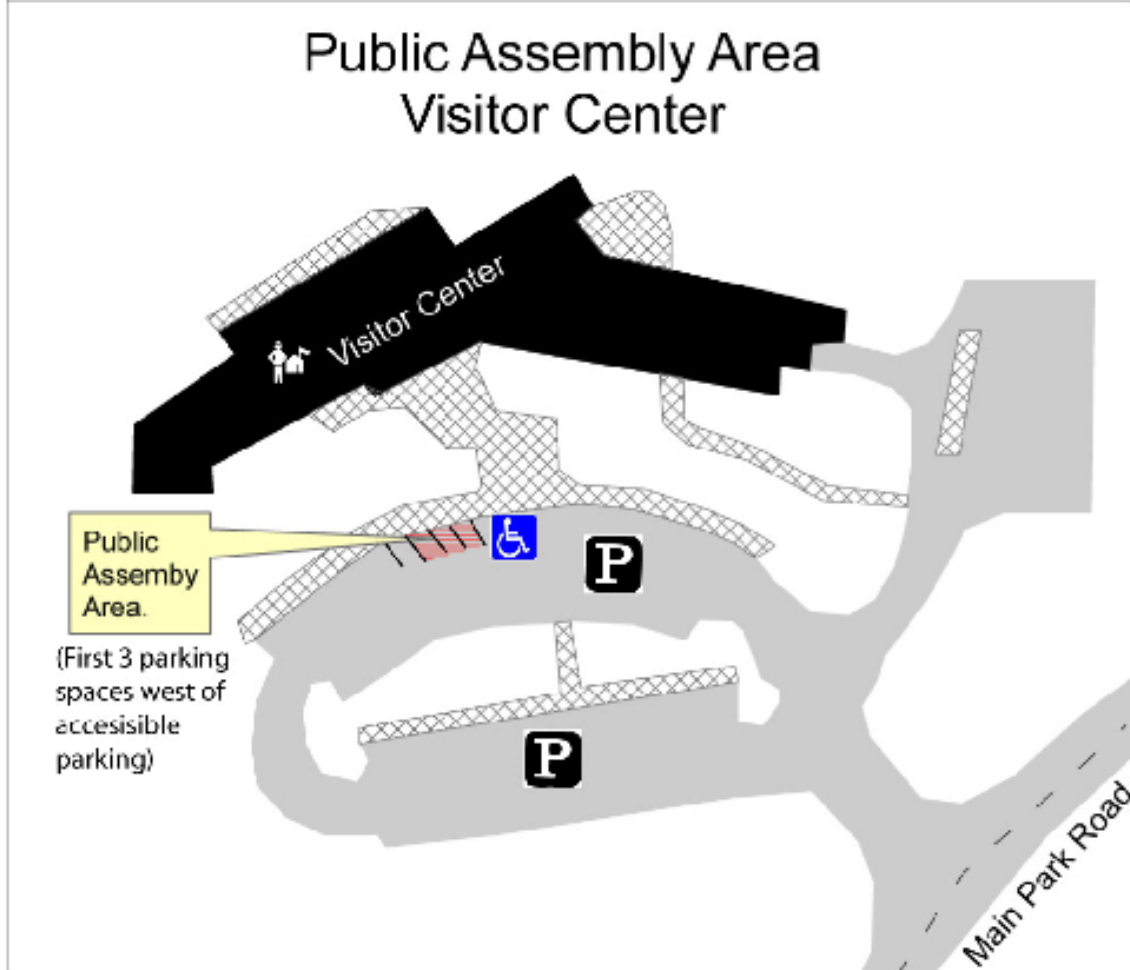 Public Assembly Area
Visitor Center
Visitor Center
Public
Assemby
Area.
(First 3 parking
spaces west of
accesisible
parking)
P
P
Main Park Road